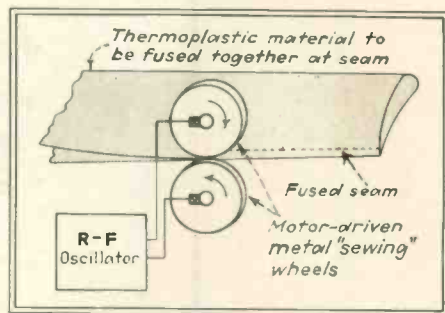 Thermoplastic material to
be fused together at seam
Fused seam
R-F
Oscillator
Motor-driven
metal "sewing"
wheels